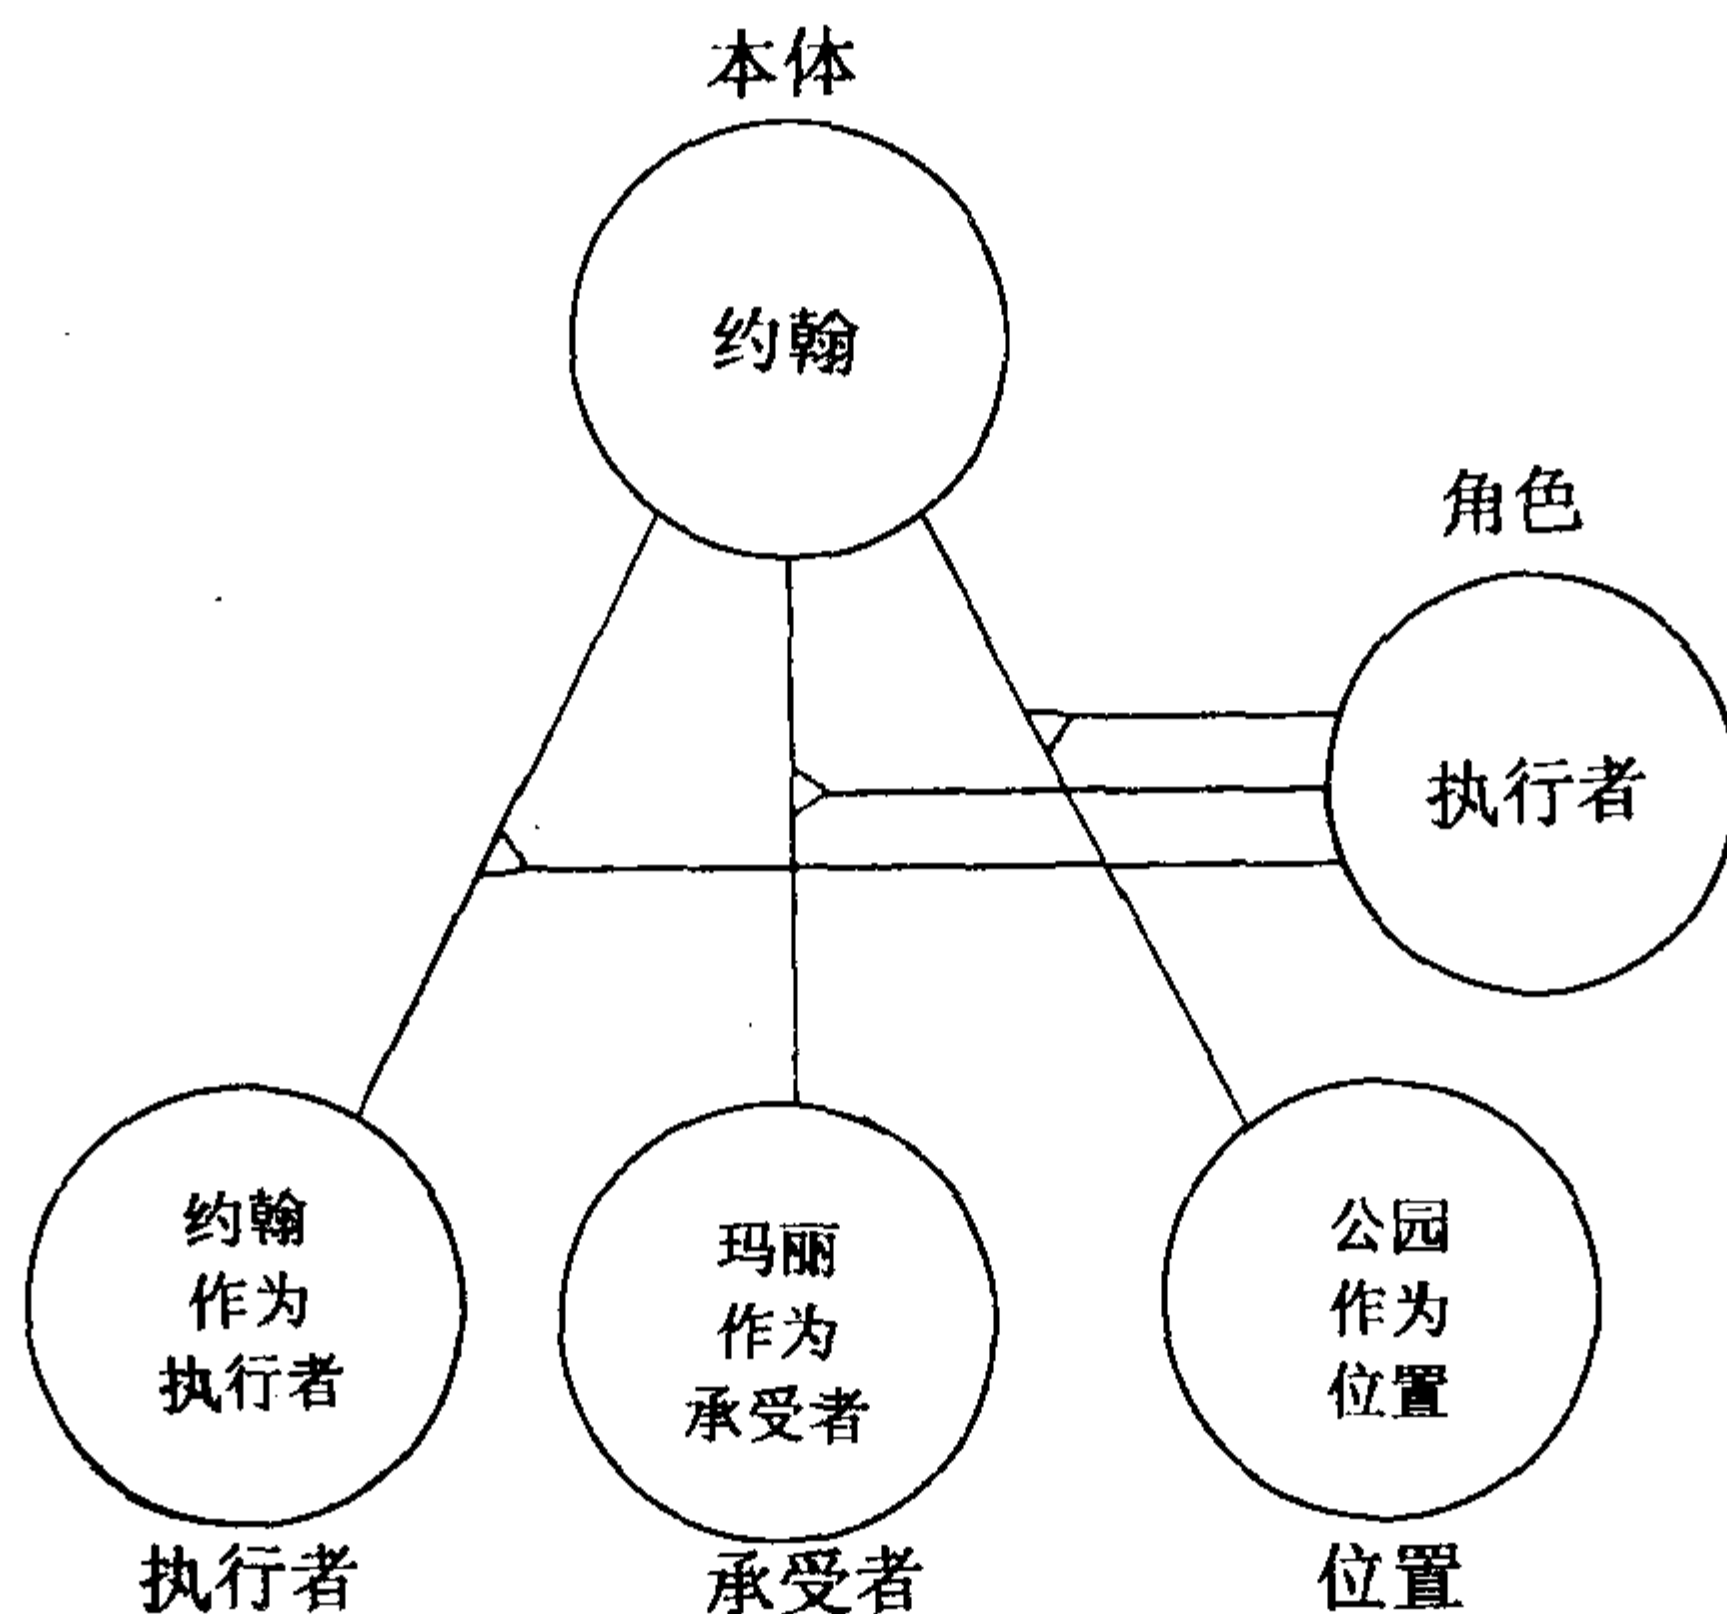 本体
约翰
角色
执行者
约翰
作为
执行者
玛丽
作为
承受者
公园
作为
位置
执行者
承受者
位置